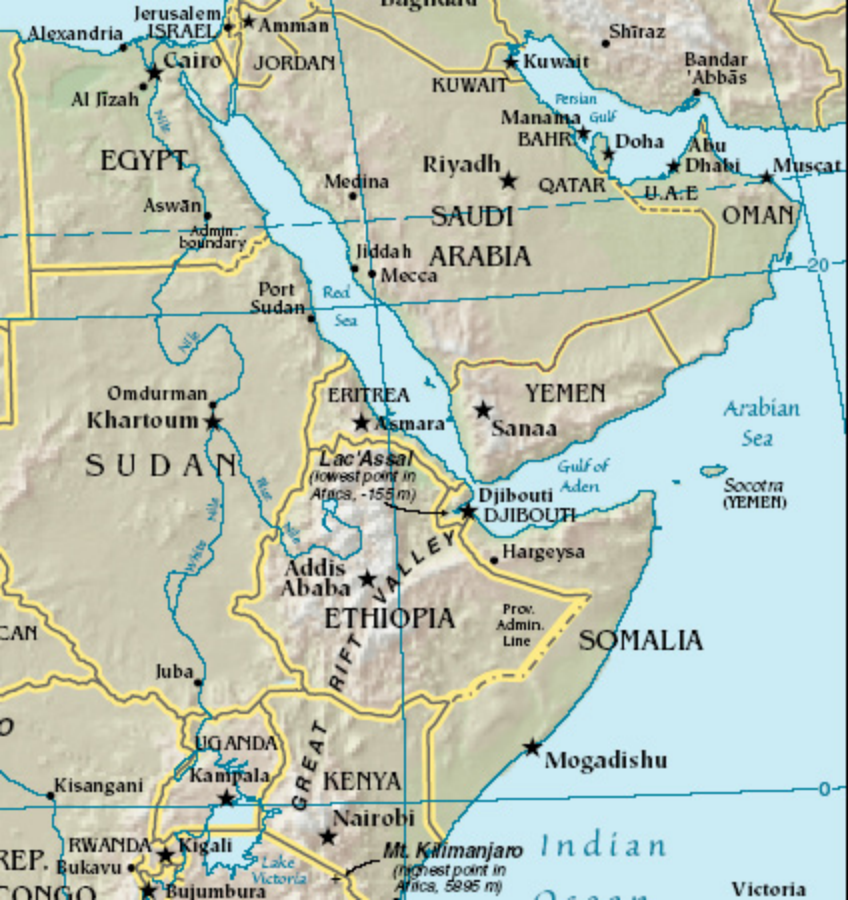 Baghdad
Jerusalem
Alexandria
ISRAEL
Amman
Shīraz
Cairo
JORDAN
Kuwait
KUWAIT
Bandar
'Abbās
Al Jīzah
Nile
Persian
Gulf
Manama
BAHR.
Doha
Abu
Dhabi
Muscat
EGYPT
Riyadh
QATAR
U.A.E
Medina
SAUDI
ARABIA
OMAN
Aswān
Admin.
boundary
Jiddah
Mecca
20
Port
Sudan
Red
Sea
Nile
Omdurman
Khartoum
ERITREA
Asmara
YEMEN
Sanaa
Arabian
Sea
SUDAN
Lac'Assal
(lowest point in
Africa, -155 m)
Gulf of
Aden
Socotra
(YEMEN)
Blue
Nile
White
Nile
Djibouti
DJIBOUTI
Hargeysa
Addis
Ababa
ETHIOPIA
GREAT RIFT VALLEY
Prov.
Admin.
Line
SOMALIA
CAN
Juba
O
UGANDA
Kampala
Mogadishu
Kisangani
KENYA
0
Nairobi
RWANDA
Kigali
REP.
Bukavu
Lake
Victoria
Mt. Kilimanjaro
(highest point in
Africa, 5895 m)
Indian
Ocean
CONGO
Bujumbura
Victoria